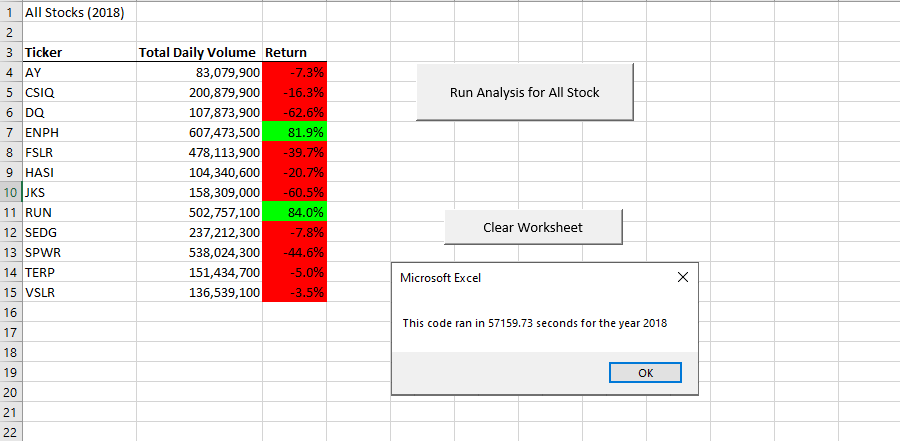 1 All Stocks (2018)
2
3 Ticker Total Daily Volume Return
4 AY 83,079,900 -7.3%
5 CSIQ 200,879,900 -16.3%
6 DQ 107,873,900 -62.6%
7 ENPH 607,473,500 81.9%
8 FSLR 478,113,900 -39.7%
9 HASI 104,340,600 -20.7%
10 JKS 158,309,000 -60.5%
11 RUN 502,757,100 84.0%
12 SEDG 237,212,300 -7.8%
13 SPWR 538,024,300 -44.6%
14 TERP 151,434,700 -5.0%
15 VSLR 136,539,100 -3.5%
16
17
18
19
20
21
22
Run Analysis for All Stock
Clear Worksheet
Microsoft Excel
This code ran in 57159.73 seconds for the year 2018
OK